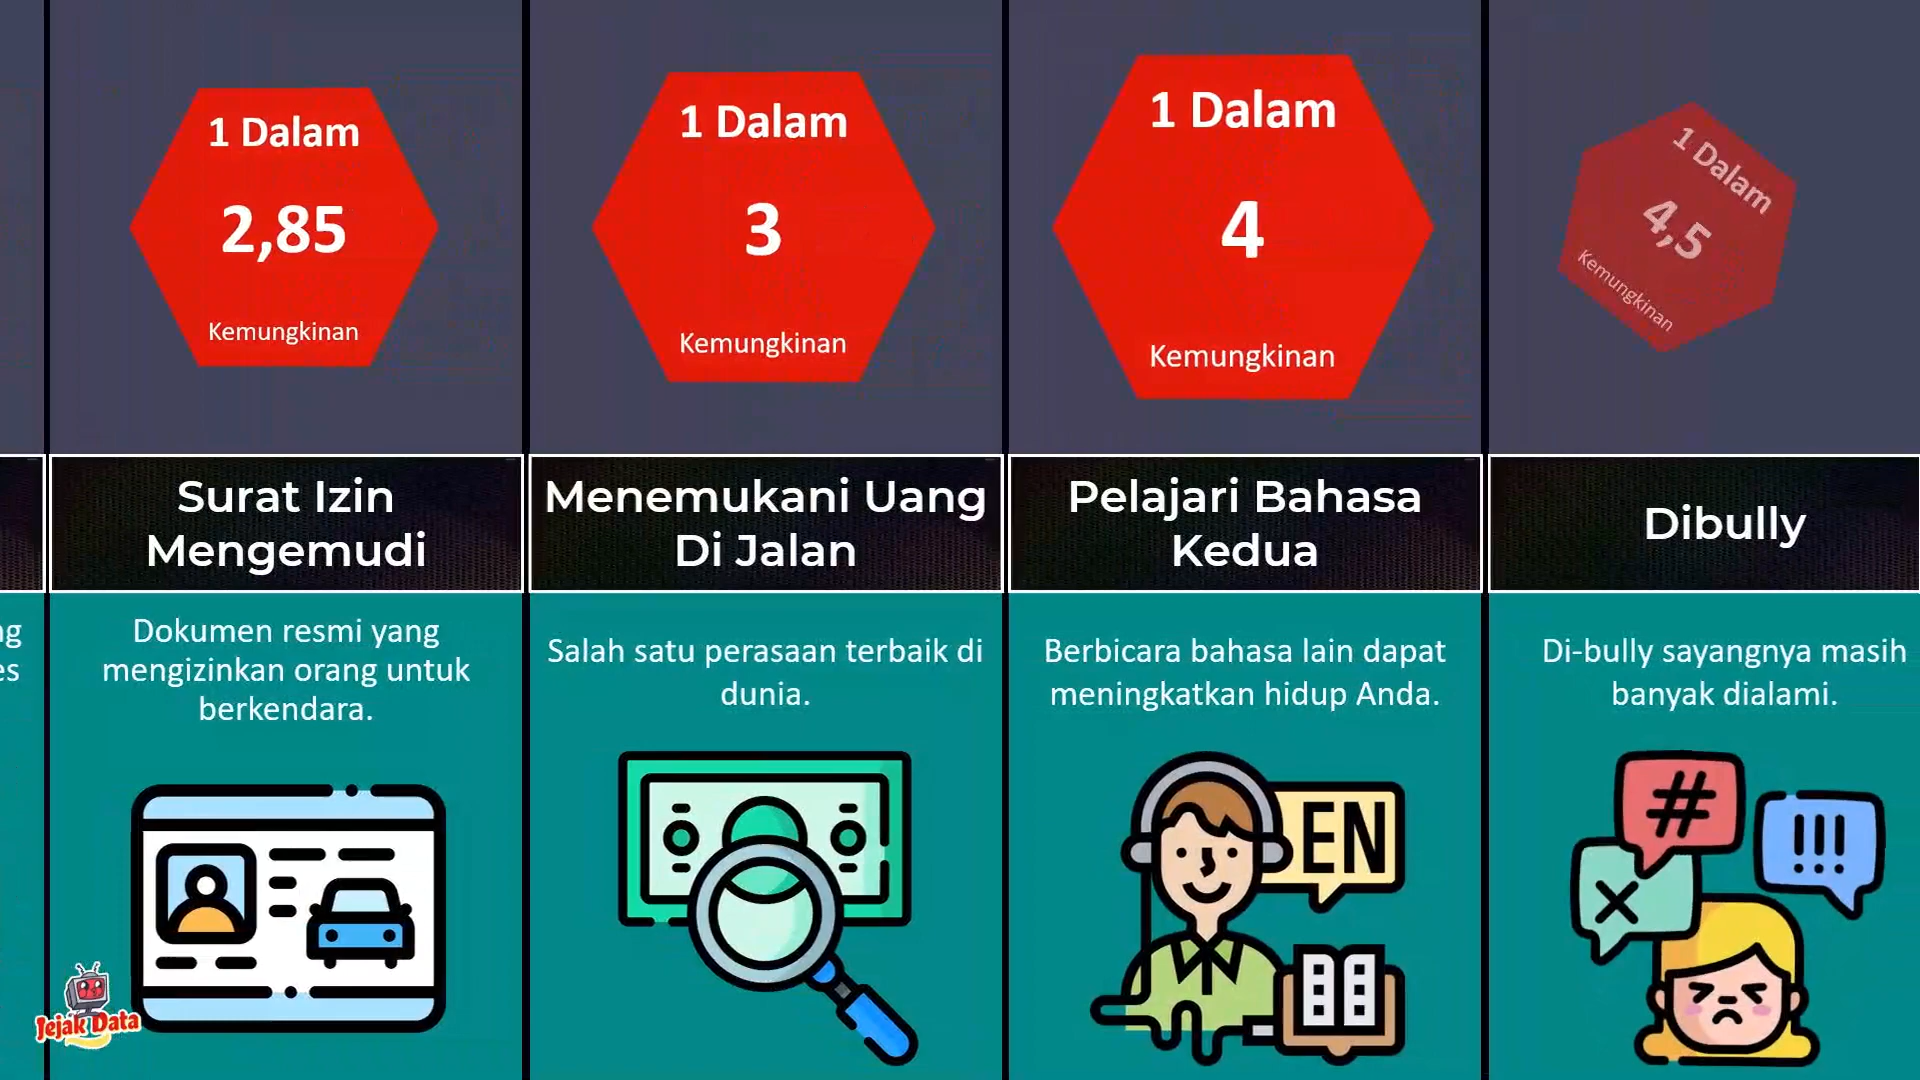 1 Dalam
2,85
Kemungkinan
Surat Izin
Mengemudi
Dokumen resmi yang
mengizinkan orang untuk
berkendara.
1 Dalam
3
Kemungkinan
Menemukani Uang
Di Jalan
Salah satu perasaan terbaik di
dunia.
1 Dalam
4
Kemungkinan
Pelajari Bahasa
Kedua
Berbicara bahasa lain dapat
meningkatkan hidup Anda.
EN
1 Dalam
4,5
Kemungkinan
Dibully
Di-bully sayangnya masih
banyak dialami.
#
!!!
X
Jejak Data